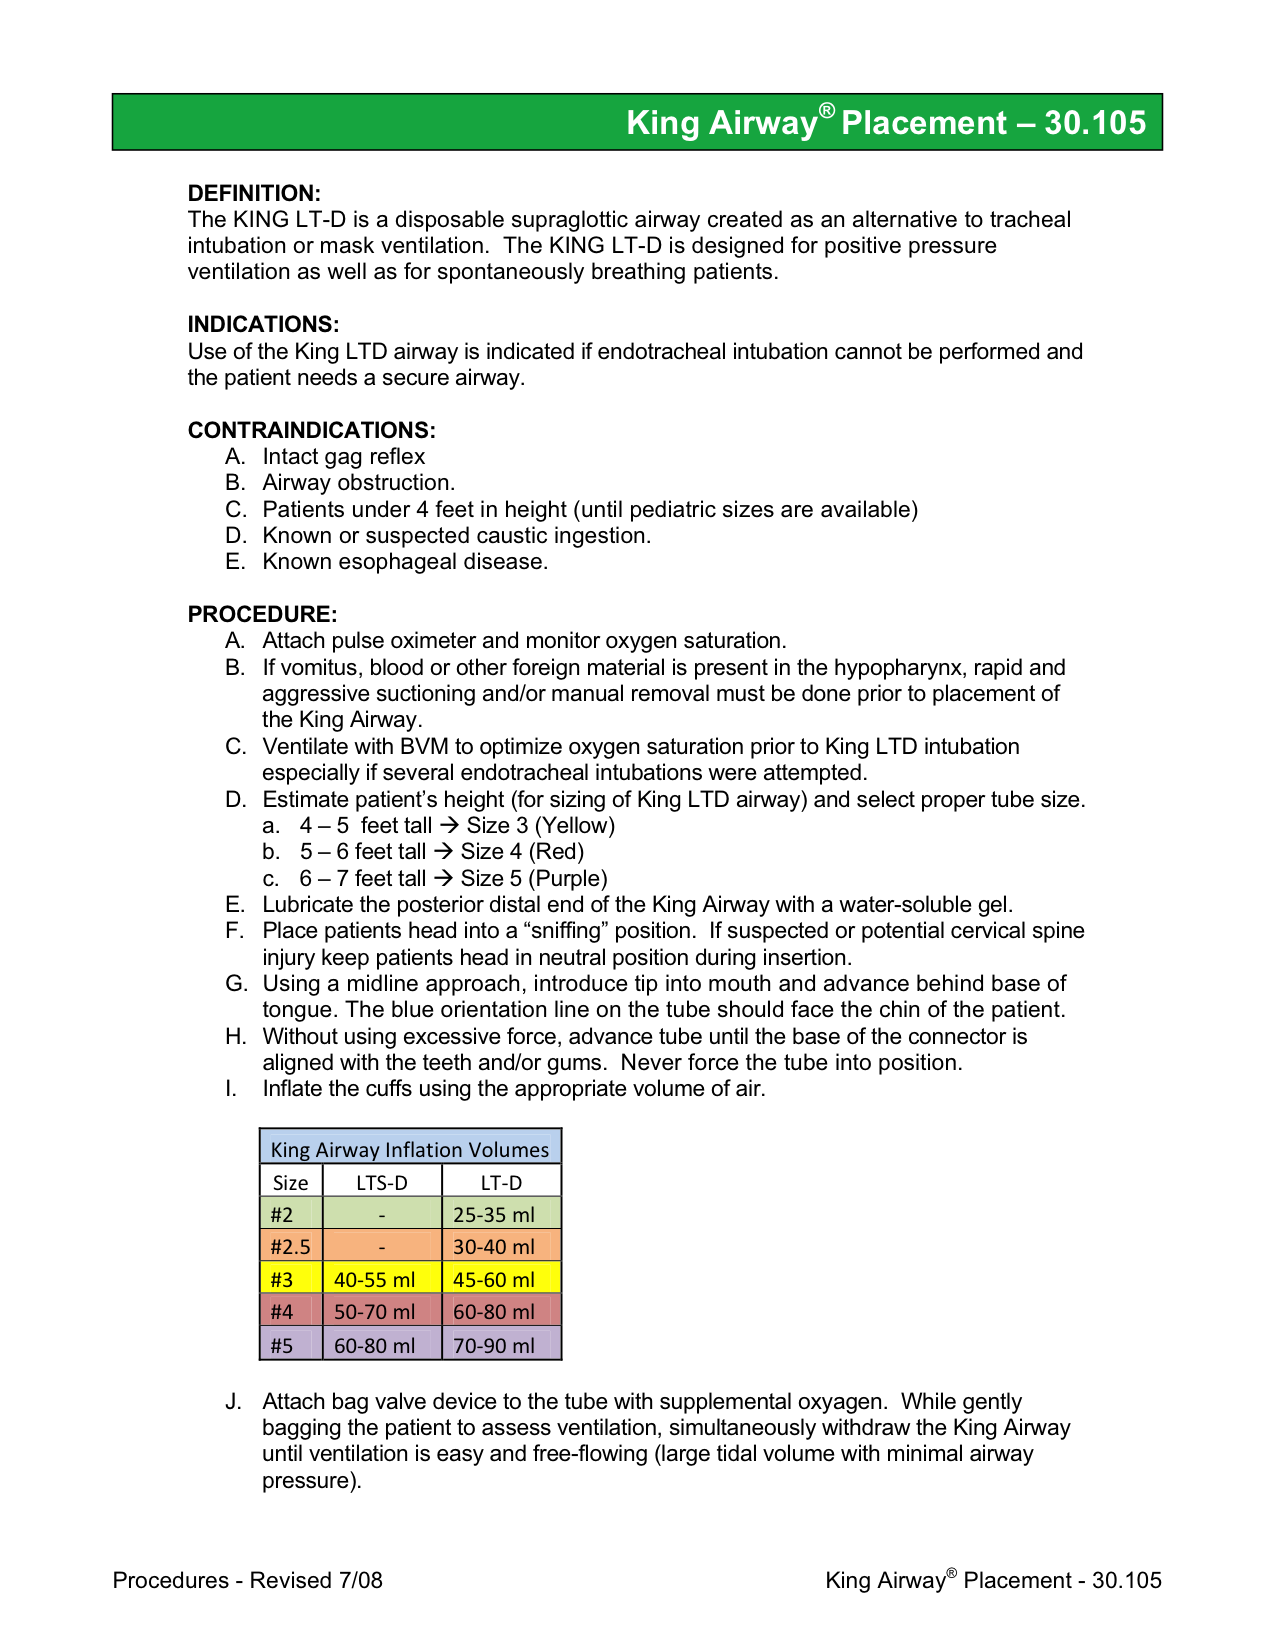 King Airway® Placement – 30.105
DEFINITION:
The KING LT-D is a disposable supraglottic airway created as an alternative to tracheal
intubation or mask ventilation.  The KING LT-D is designed for positive pressure
ventilation as well as for spontaneously breathing patients.
INDICATIONS:
Use of the King LTD airway is indicated if endotracheal intubation cannot be performed and
the patient needs a secure airway.
CONTRAINDICATIONS:
A. Intact gag reflex
B. Airway obstruction.
C. Patients under 4 feet in height (until pediatric sizes are available)
D. Known or suspected caustic ingestion.
E. Known esophageal disease.
PROCEDURE:
A. Attach pulse oximeter and monitor oxygen saturation.
B. If vomitus, blood or other foreign material is present in the hypopharynx, rapid and
aggressive suctioning and/or manual removal must be done prior to placement of
the King Airway.
C. Ventilate with BVM to optimize oxygen saturation prior to King LTD intubation
especially if several endotracheal intubations were attempted.
D. Estimate patient’s height (for sizing of King LTD airway) and select proper tube size.
a. 4 – 5  feet tall → Size 3 (Yellow)
b. 5 – 6 feet tall → Size 4 (Red)
c. 6 – 7 feet tall → Size 5 (Purple)
E. Lubricate the posterior distal end of the King Airway with a water-soluble gel.
F. Place patients head into a “sniffing” position.  If suspected or potential cervical spine
injury keep patients head in neutral position during insertion.
G. Using a midline approach, introduce tip into mouth and advance behind base of
tongue. The blue orientation line on the tube should face the chin of the patient.
H. Without using excessive force, advance tube until the base of the connector is
aligned with the teeth and/or gums.  Never force the tube into position.
I. Inflate the cuffs using the appropriate volume of air.
King Airway Inflation Volumes
Size LTS-D LT-D
#2 - 25-35 ml
#2.5 - 30-40 ml
#3 40-55 ml 45-60 ml
#4 50-70 ml 60-80 ml
#5 60-80 ml 70-90 ml
J. Attach bag valve device to the tube with supplemental oxyagen.  While gently
bagging the patient to assess ventilation, simultaneously withdraw the King Airway
until ventilation is easy and free-flowing (large tidal volume with minimal airway
pressure).
Procedures - Revised 7/08 King Airway® Placement - 30.105